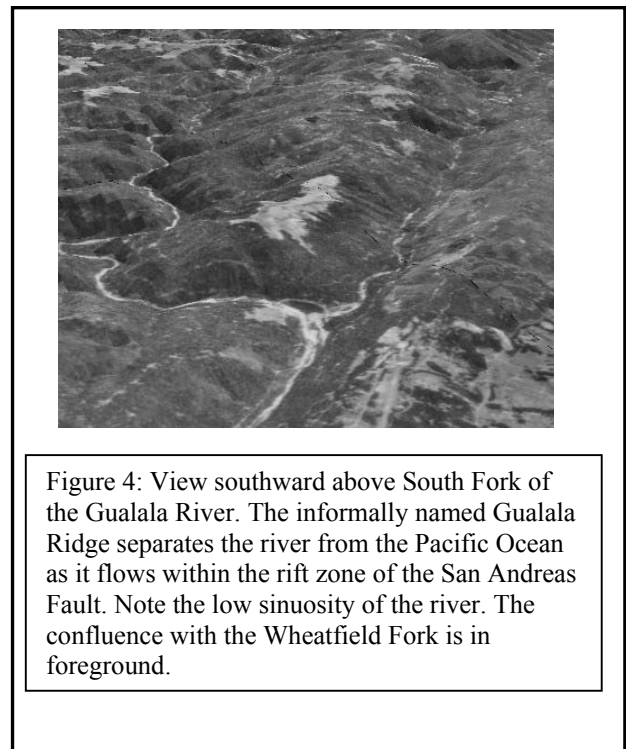 Figure 4: View southward above South Fork of
the Gualala River. The informally named Gualala
Ridge separates the river from the Pacific Ocean
as it flows within the rift zone of the San Andreas
Fault. Note the low sinuosity of the river. The
confluence with the Wheatfield Fork is in
foreground.